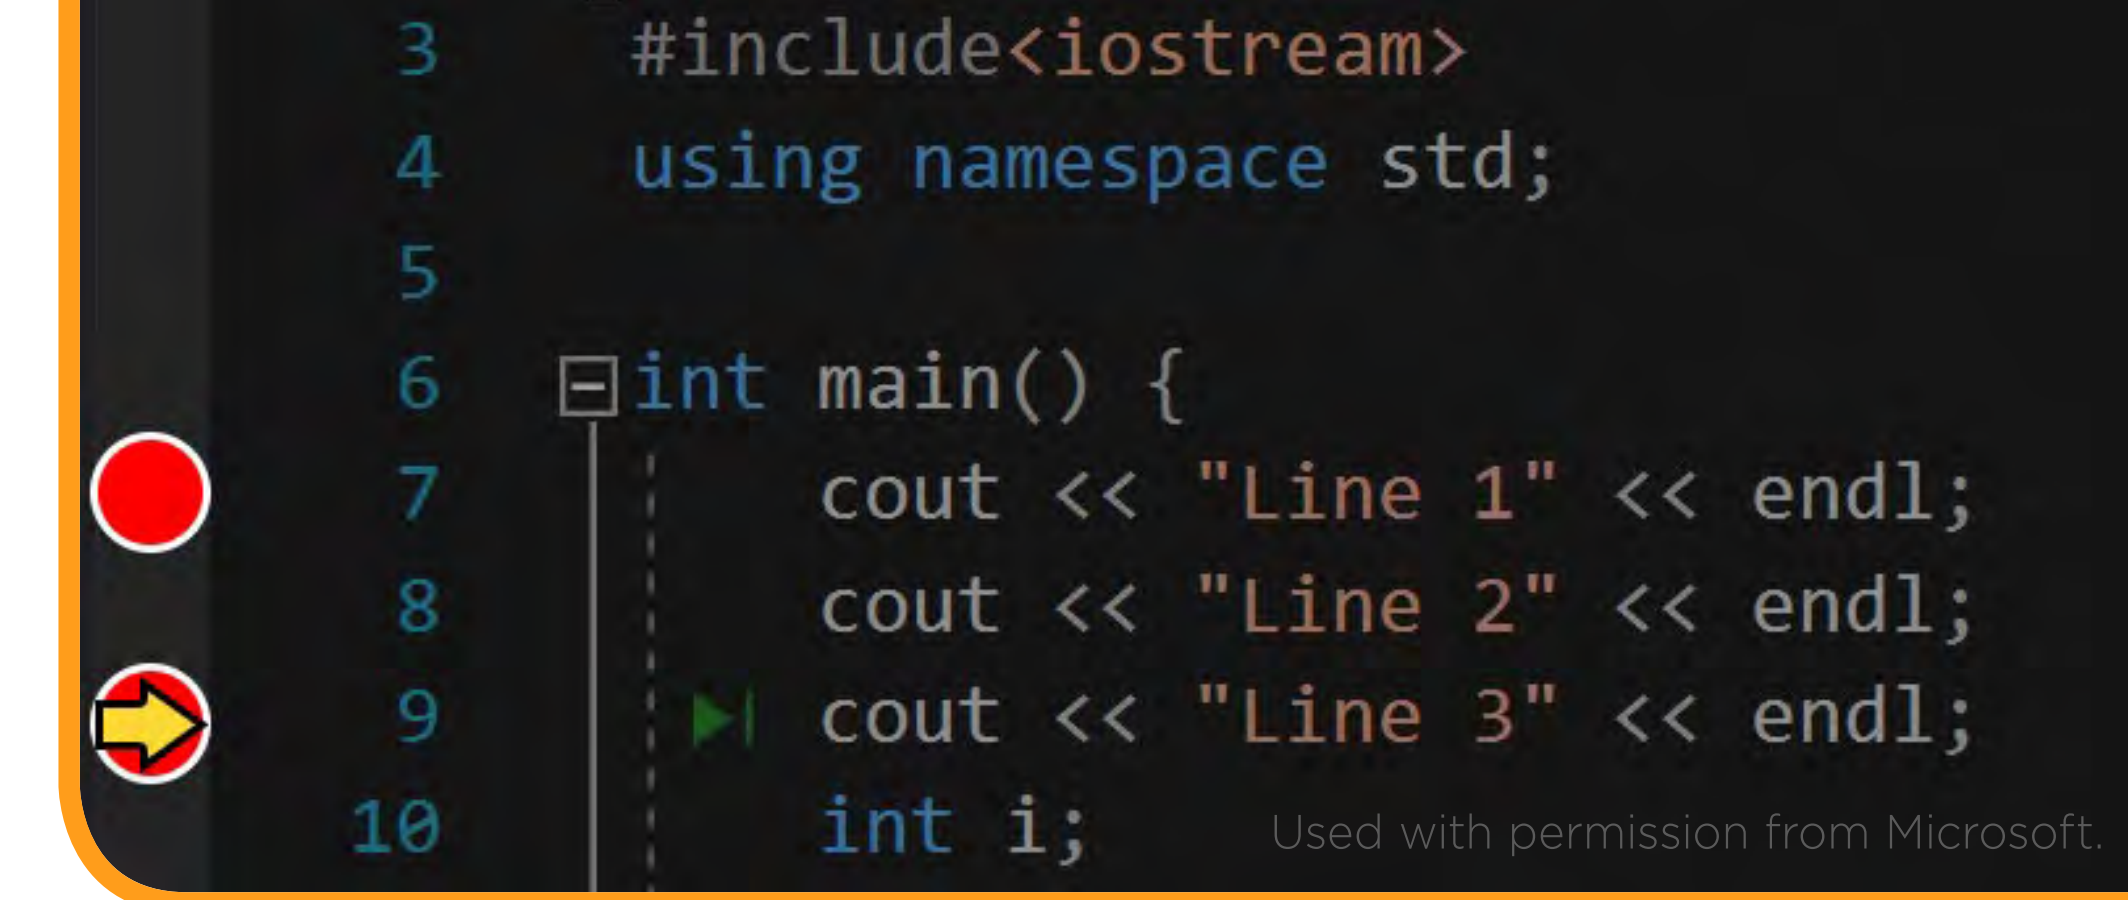 3 #include<iostream>
4 using namespace std;
5
6 int main() {
7 cout << "Line 1" << endl;
8 cout << "Line 2" << endl;
9 cout << "Line 3" << endl;
10 int i;
Used with permission from Microsoft.